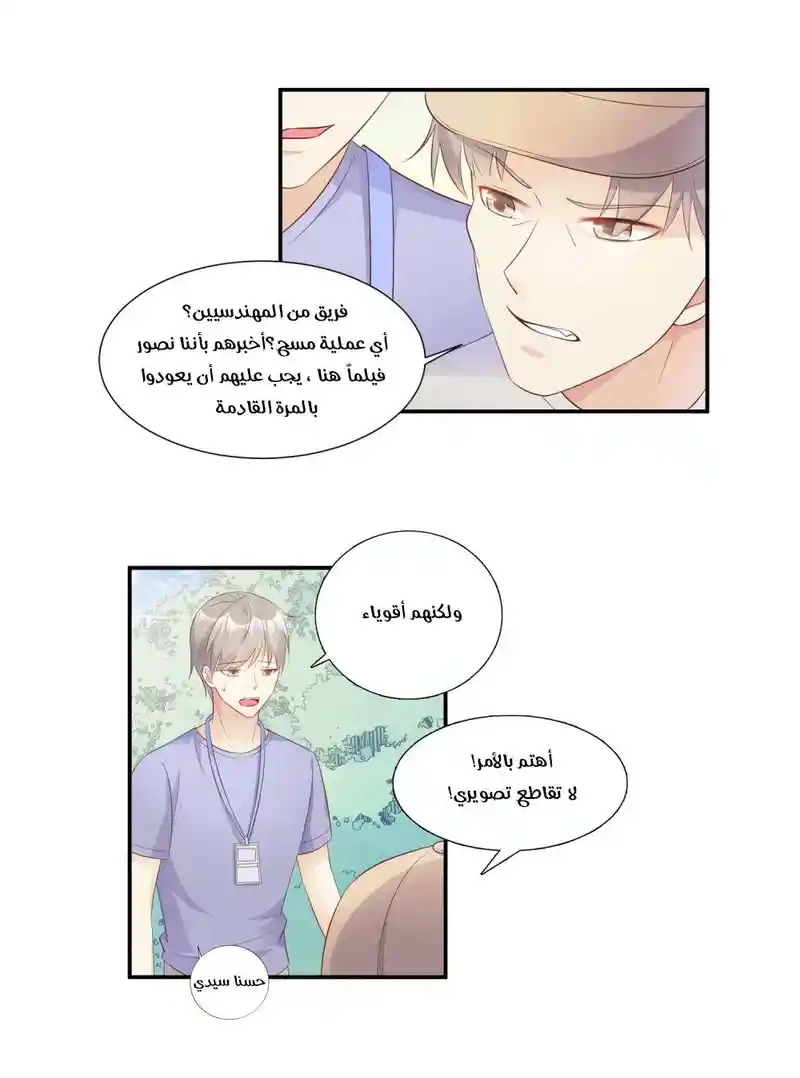 فريق من المهندسيين؟
أي عملية مسح؟أخبرهم بأننا نصور
فيلماً هنا ، يجب عليهم أن يعودوا
بالمرة القادمة
ولكنهم أقوياء
أهتم بالأمر!
لا تقاطع تصويري!
حسنا سيدي